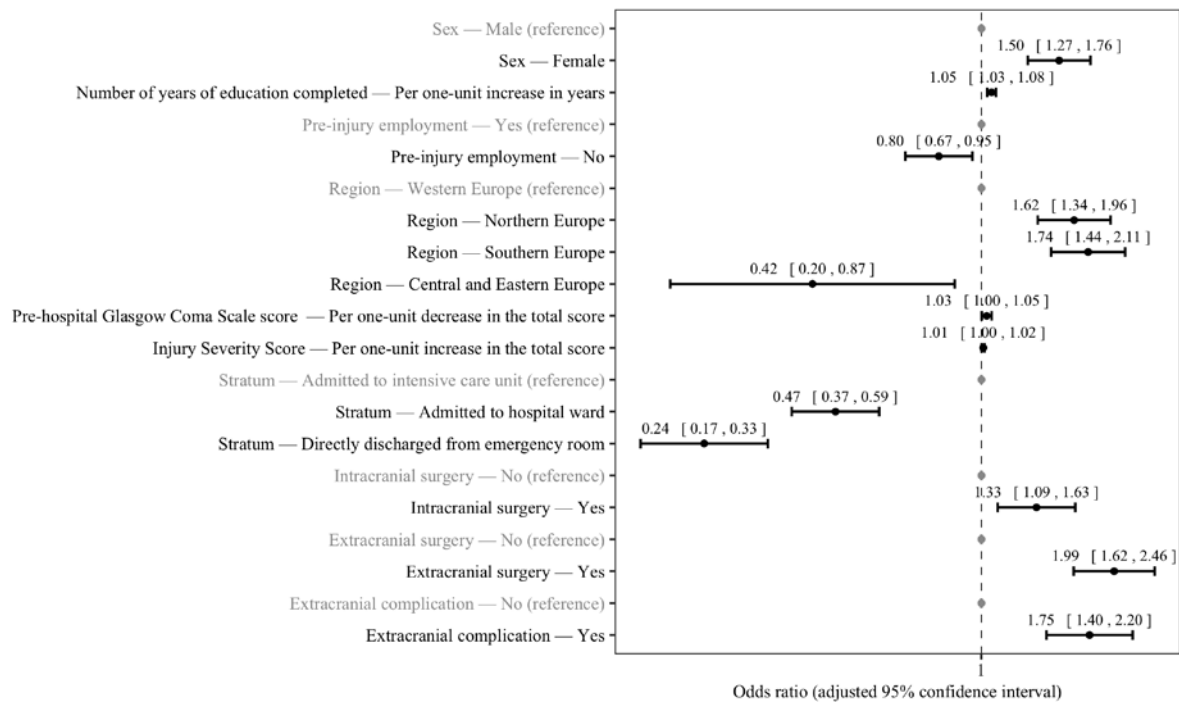 Sex — Male (reference)
1.50 [ 1.27 , 1.76 ]
Sex — Female
1.05 [ 1.03 , 1.08 ]
Number of years of education completed — Per one-unit increase in years
Pre-injury employment — Yes (reference)
0.80 [ 0.67 , 0.95 ]
Pre-injury employment — No
Region — Western Europe (reference)
1.62 [ 1.34 , 1.96 ]
Region — Northern Europe
1.74 [ 1.44 , 2.11 ]
Region — Southern Europe
0.42 [ 0.20 , 0.87 ]
Region — Central and Eastern Europe
1.03 [ 1.00 , 1.05 ]
Pre-hospital Glasgow Coma Scale score — Per one-unit decrease in the total score
1.01 [ 1.00 , 1.02 ]
Injury Severity Score — Per one-unit increase in the total score
Stratum — Admitted to intensive care unit (reference)
0.47 [ 0.37 , 0.59 ]
Stratum — Admitted to hospital ward
0.24 [ 0.17 , 0.33 ]
Stratum — Directly discharged from emergency room
Intracranial surgery — No (reference)
1.33 [ 1.09 , 1.63 ]
Intracranial surgery — Yes
Extracranial surgery — No (reference)
1.99 [ 1.62 , 2.46 ]
Extracranial surgery — Yes
Extracranial complication — No (reference)
1.75 [ 1.40 , 2.20 ]
Extracranial complication — Yes
1
Odds ratio (adjusted 95% confidence interval)